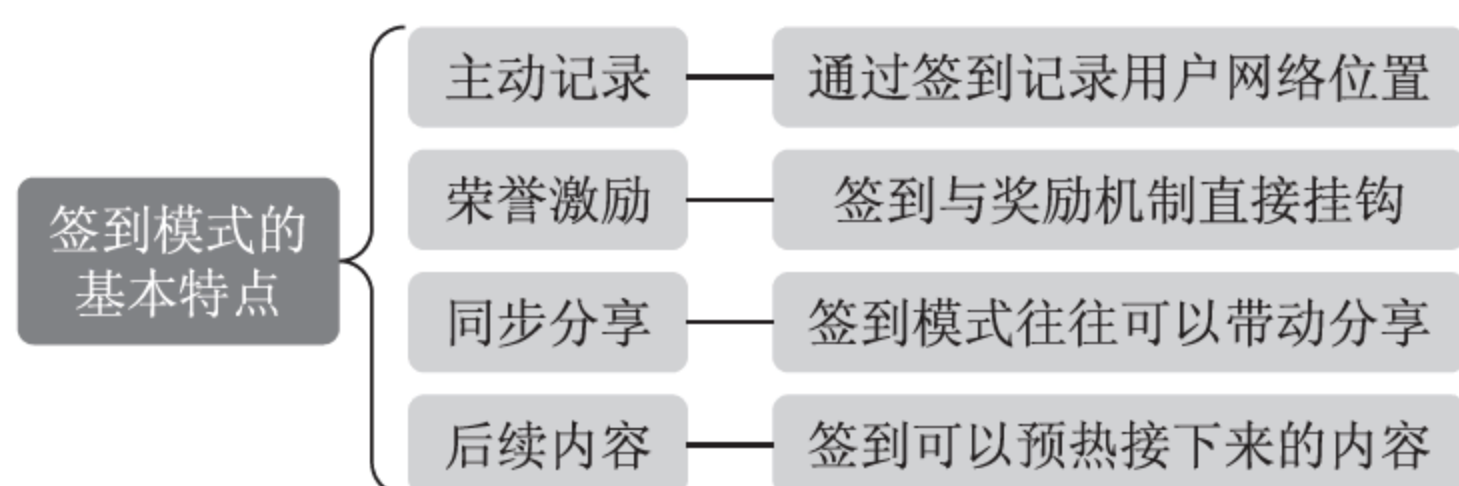 签到模式的
基本特点
主动记录
通过签到记录用户网络位置
荣誉激励
签到与奖励机制直接挂钩
同步分享
签到模式往往可以带动分享
后续内容
签到可以预热接下来的内容